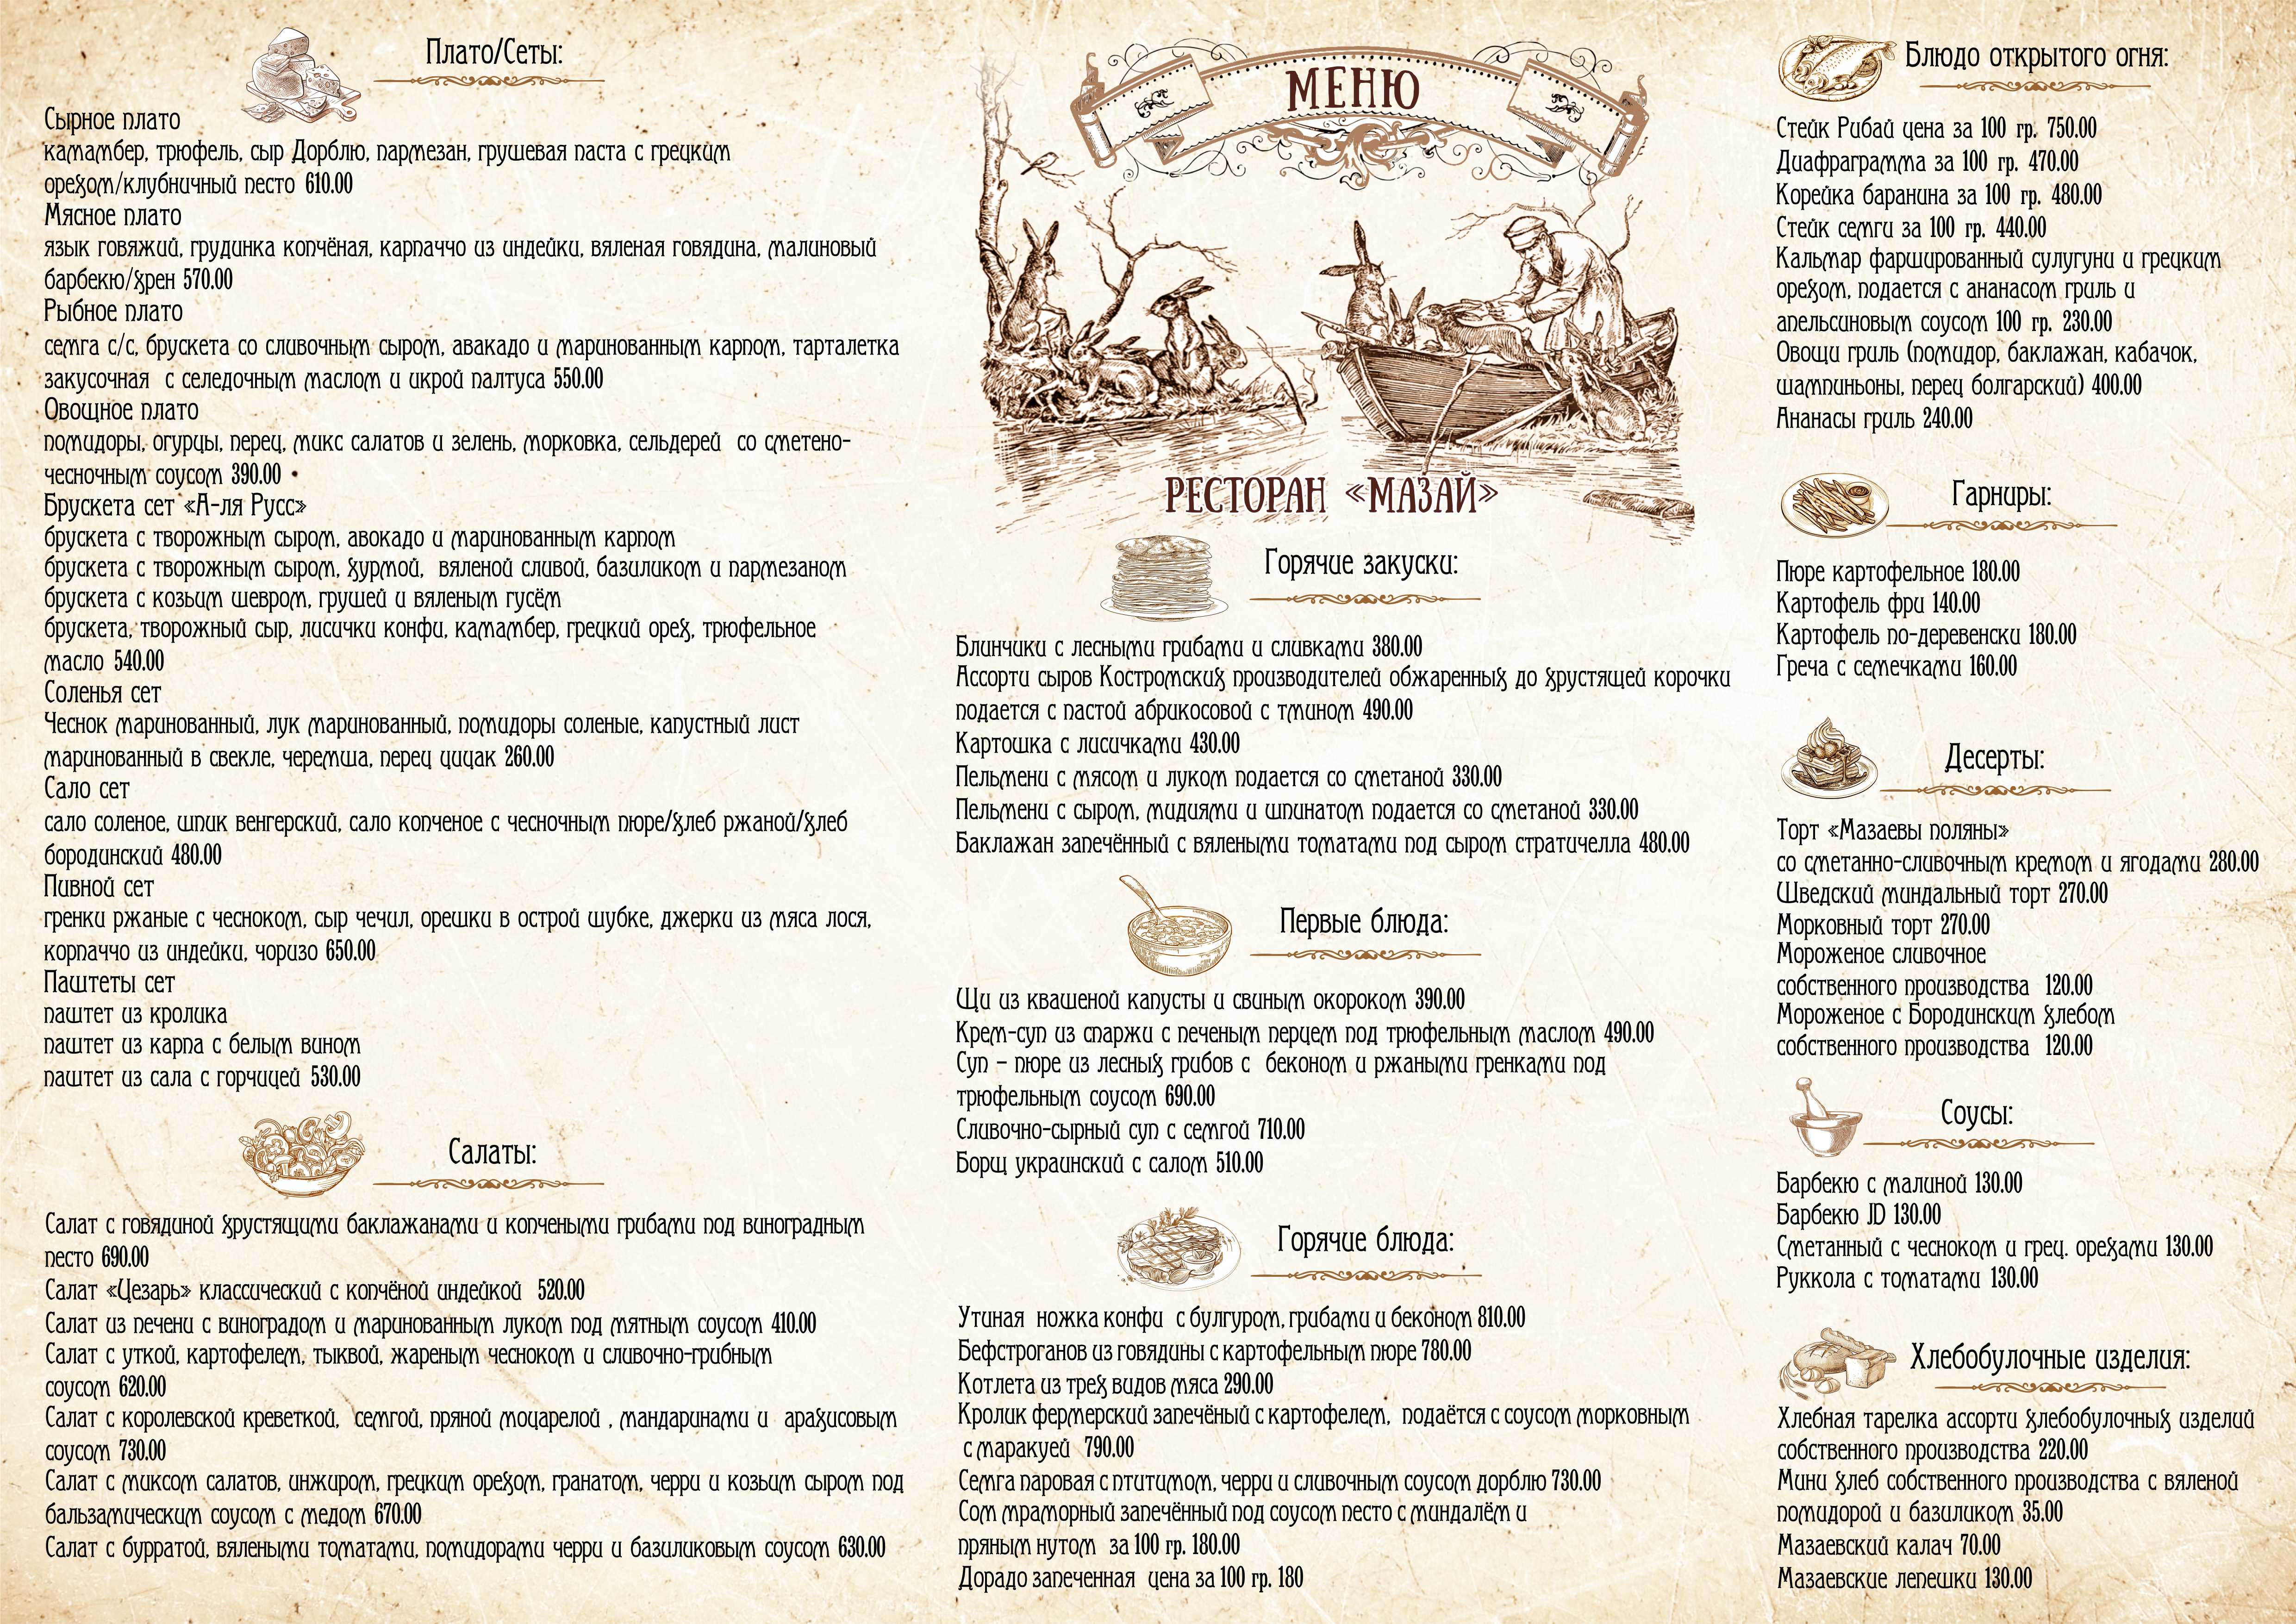 Плато/Сеты:
Сырное плато
камамбер, трюфель, сыр Дорблю, пармезан, грушевая паста с грецким
орехом/клубничный песто 610.00
Мясное плато
язык говяжий, грудинка копчёная, карпаччо из индейки, вяленая говядина, малиновый
барбекю/хрен 570.00
Рыбное плато
семга с/с, брускета со сливочным сыром, авакадо и маринованным карпом, тарталетка
закусочная с селедочным маслом и икрой палтуса 550.00
Овощное плато
помидоры, огурцы, перец, микс салатов и зелень, морковка, сельдерей со сметено-
чесночным соусом 390.00
Брускета сет «А-ля Русс»
брускета с творожным сыром, авокадо и маринованным карпом
брускета с творожным сыром, хурмой, вяленой сливой, базиликом и пармезаном
брускета с козьим шевром, грушей и вяленым гусём
брускета, творожный сыр, лисички конфи, камамбер, грецкий орех, трюфельное
масло 540.00
Соленья сет
Чеснок маринованный, лук маринованный, помидоры соленые, капустный лист
маринованный в свекле, черемша, перец цицак 260.00
Сало сет
сало соленое, шпик венгерский, сало копченое с чесночным пюре/хлеб ржаной/хлеб
бородинский 480.00
Пивной сет
гренки ржаные с чесноком, сыр чечил, орешки в острой шубке, джерки из мяса лося,
корпаччо из индейки, чоризо 650.00
Паштеты сет
паштет из кролика
паштет из карпа с белым вином
паштет из сала с горчицей 530.00
Салаты:
Салат с говядиной хрустящими баклажанами и копчеными грибами под виноградным
песто 690.00
Салат «Цезарь» классический с копчёной индейкой 520.00
Салат из печени с виноградом и маринованным луком под мятным соусом 410.00
Салат с уткой, картофелем, тыквой, жареным чесноком и сливочно-грибным
соусом 620.00
Салат с королевской креветкой, семгой, пряной моцарелой , мандаринами и арахисовым
соусом 730.00
Салат с миксом салатов, инжиром, грецким орехом, гранатом, черри и козьим сыром под
бальзамическим соусом с медом 670.00
Салат с бурратой, вялеными томатами, помидорами черри и базиликовым соусом 630.00
МЕНЮ
РЕСТОРАН «МАЗАЙ»
Горячие закуски:
Блинчики с лесными грибами и сливками 380.00
Ассорти сыров Костромских производителей обжаренных до хрустящей корочки
подается с пастой абрикосовой с тмином 490.00
Картошка с лисичками 430.00
Пельмени с мясом и луком подается со сметаной 330.00
Пельмени с сыром, мидиями и шпинатом подается со сметаной 330.00
Баклажан запечённый с вялеными томатами под сыром стратичелла 480.00
Первые блюда:
Щи из квашеной капусты и свиным окороком 390.00
Крем-суп из спаржи с печеным перцем под трюфельным маслом 490.00
Суп – пюре из лесных грибов с беконом и ржаными гренками под
трюфельным соусом 690.00
Сливочно-сырный суп с семгой 710.00
Борщ украинский с салом 510.00
Горячие блюда:
Утиная ножка конфи с булгуром, грибами и беконом 810.00
Бефстроганов из говядины с картофельным пюре 780.00
Котлета из трех видов мяса 290.00
Кролик фермерский запечёный с картофелем, подаётся с соусом морковным
с маракуей 790.00
Семга паровая с птитимом, черри и сливочным соусом дорблю 730.00
Сом мраморный запечённый под соусом песто с миндалём и
пряным нутом за 100 гр. 180.00
Дорадо запеченная цена за 100 гр. 180
Блюдо открытого огня:
Стейк Рибай цена за 100 гр. 750.00
Диафраграмма за 100 гр. 470.00
Корейка баранина за 100 гр. 480.00
Стейк семги за 100 гр. 440.00
Кальмар фаршированный сулугуни и грецким
орехом, подается с ананасом гриль и
апельсиновым соусом 100 гр. 230.00
Овощи гриль (помидор, баклажан, кабачок,
шампиньоны, перец болгарский) 400.00
Ананасы гриль 240.00
Гарниры:
Пюре картофельное 180.00
Картофель фри 140.00
Картофель по-деревенски 180.00
Греча с семечками 160.00
Десерты:
Торт «Мазаевы поляны»
со сметанно-сливочным кремом и ягодами 280.00
Шведский миндальный торт 270.00
Морковный торт 270.00
Мороженое сливочное
собственного производства 120.00
Мороженое с Бородинским хлебом
собственного производства 120.00
Соусы:
Барбекю с малиной 130.00
Барбекю JD 130.00
Сметанный с чесноком и грец. орехами 130.00
Руккола с томатами 130.00
Хлебобулочные изделия:
Хлебная тарелка ассорти хлебобулочных изделий
собственного производства 220.00
Мини хлеб собственного производства с вяленой
помидорой и базиликом 35.00
Мазаевский калач 70.00
Мазаевские лепешки 130.00